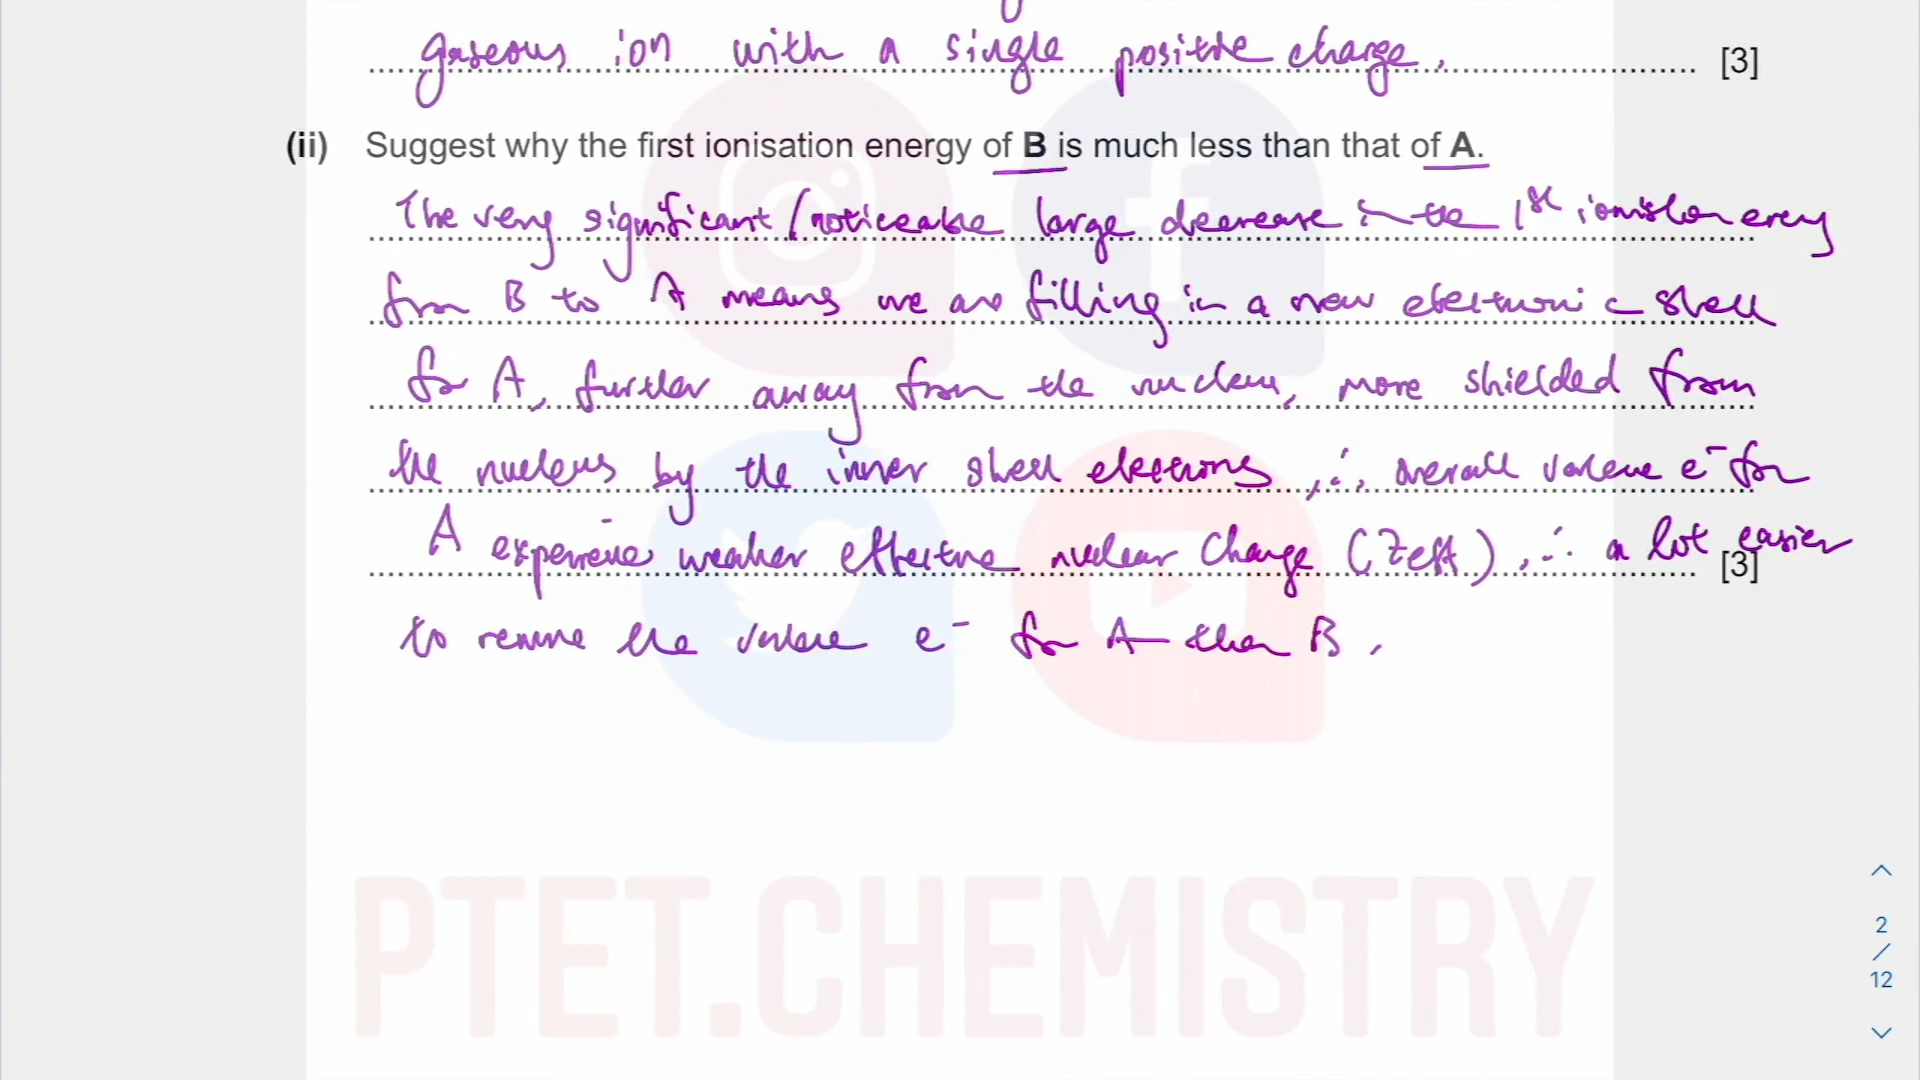 gaseous ion with a single positive charge. [3]
(ii) Suggest why the first ionisation energy of B is much less than that of A.
The very significant / noticeable large decrease in the 1st ionisation energy
from B to A means we are filling in a new electronic shell
for A, further away from the nucleus, more shielded from
the nucleus by the inner shell electrons, ∴ overall valence e⁻ for
A experience weaker effective nuclear charge (Zeff), ∴ a lot easier
[3]
to remove the valence e⁻ for A than B.
PTET.CHEMISTRY
2
/
12